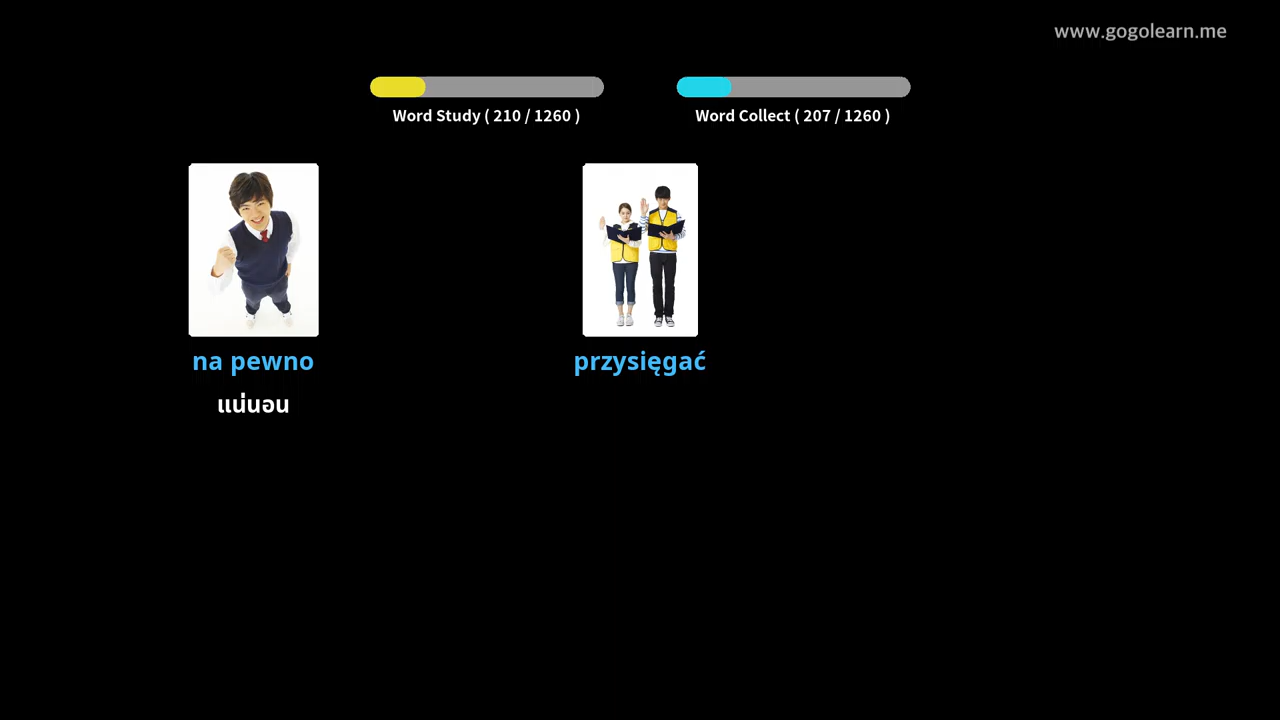 www.gogolearn.me
Word Study ( 210 / 1260 )
Word Collect ( 207 / 1260 )
na pewno
แน่นอน
przysięgać